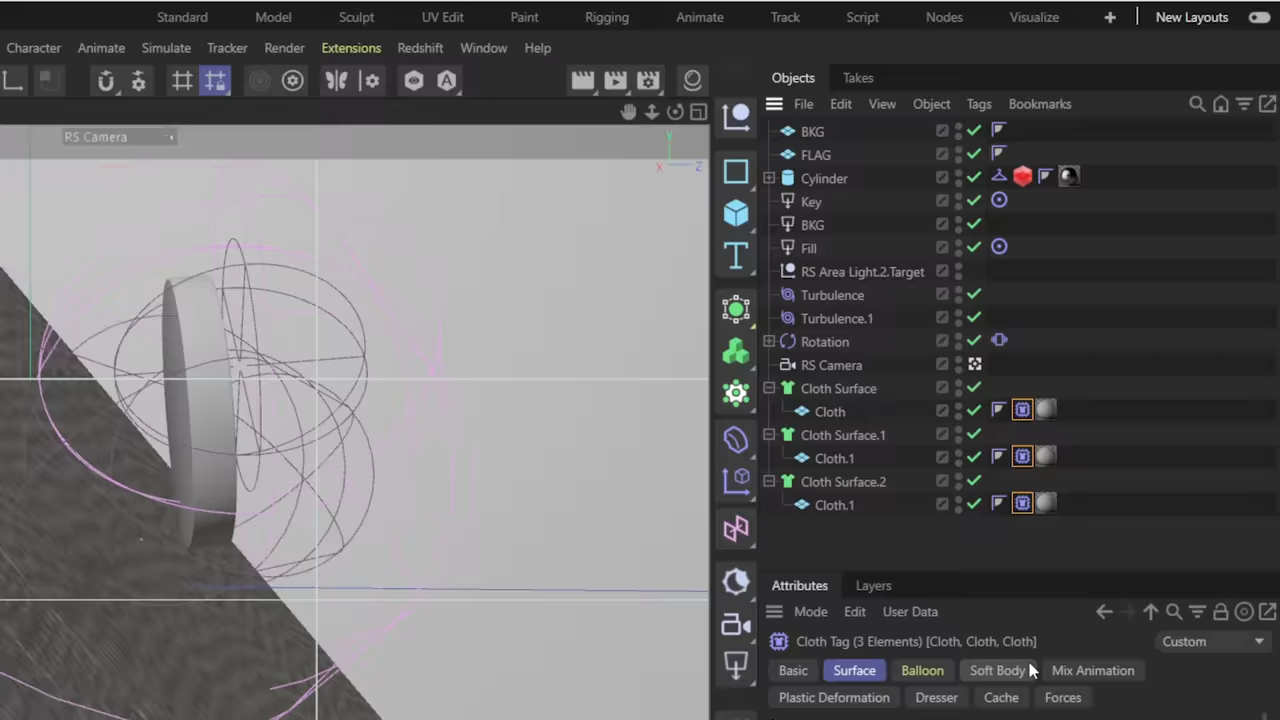 Standard Model Sculpt UV Edit Paint Rigging Animate Track Script Nodes Visualize New Layouts
Character Animate Simulate Tracker Render Extensions Redshift Window Help
RS Camera
Y
X
Z
Objects Takes
File Edit View Object Tags Bookmarks
BKG
FLAG
Cylinder
Key
BKG
Fill
RS Area Light.2.Target
Turbulence
Turbulence.1
Rotation
RS Camera
Cloth Surface
Cloth
Cloth Surface.1
Cloth.1
Cloth Surface.2
Cloth.1
Attributes Layers
Mode Edit User Data
Cloth Tag (3 Elements) [Cloth, Cloth, Cloth] Custom
Basic Surface Balloon Soft Body Mix Animation
Plastic Deformation Dresser Cache Forces